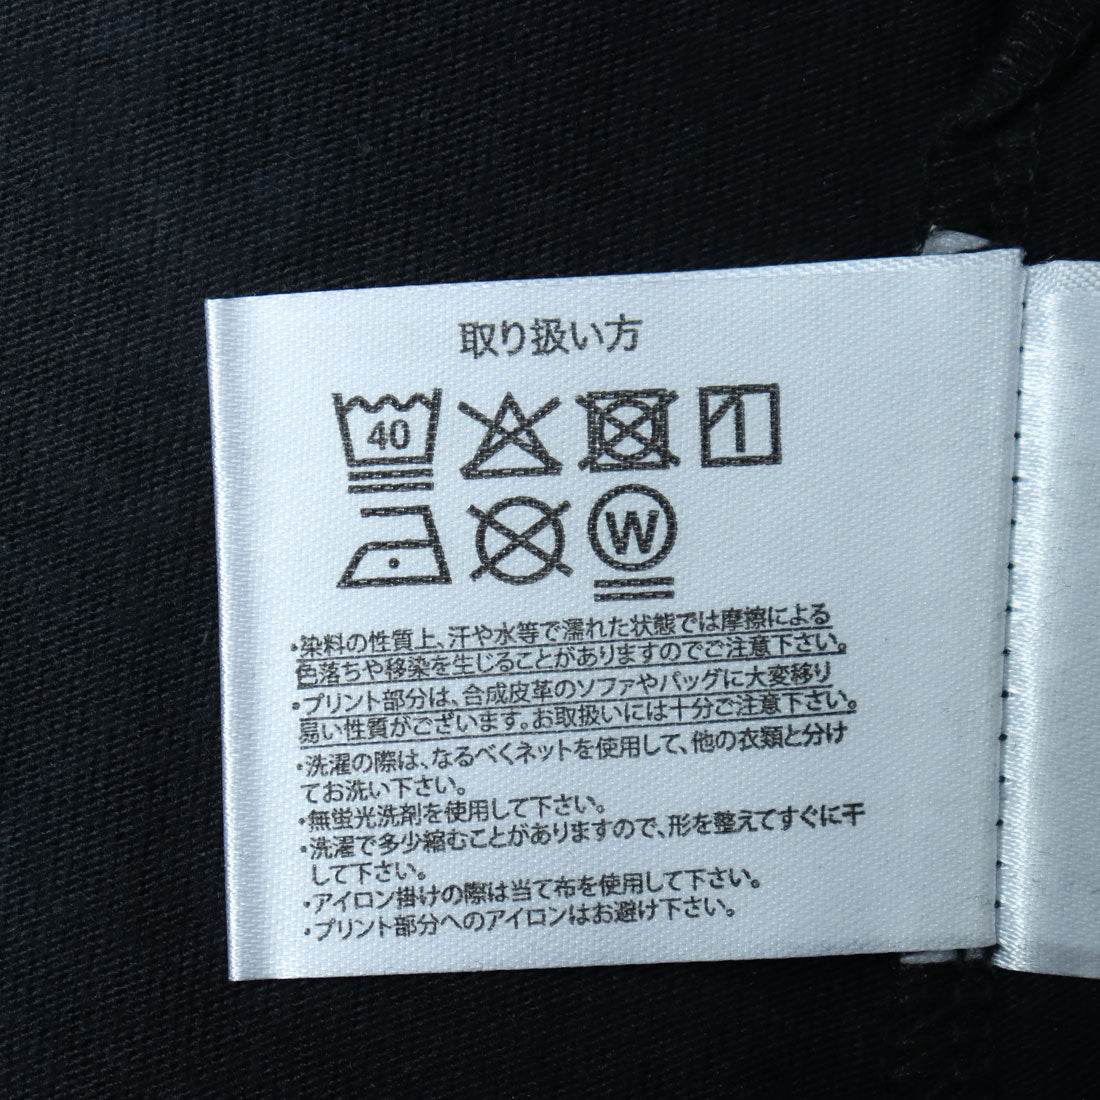 取り扱い方
40
W
・染料の性質上、汗や水等で濡れた状態では摩擦による
色落ちや移染を生じることがありますのでご注意下さい。
・プリント部分は、合成皮革のソファやバッグに大変移り
易い性質がございます。お取扱いには十分ご注意下さい。
・洗濯の際は、なるべくネットを使用して、他の衣類と分け
てお洗い下さい。
・無蛍光洗剤を使用して下さい。
・洗濯で多少縮むことがありますので、形を整えてすぐに干
して下さい。
・アイロン掛けの際は当て布を使用して下さい。
・プリント部分へのアイロンはお避け下さい。